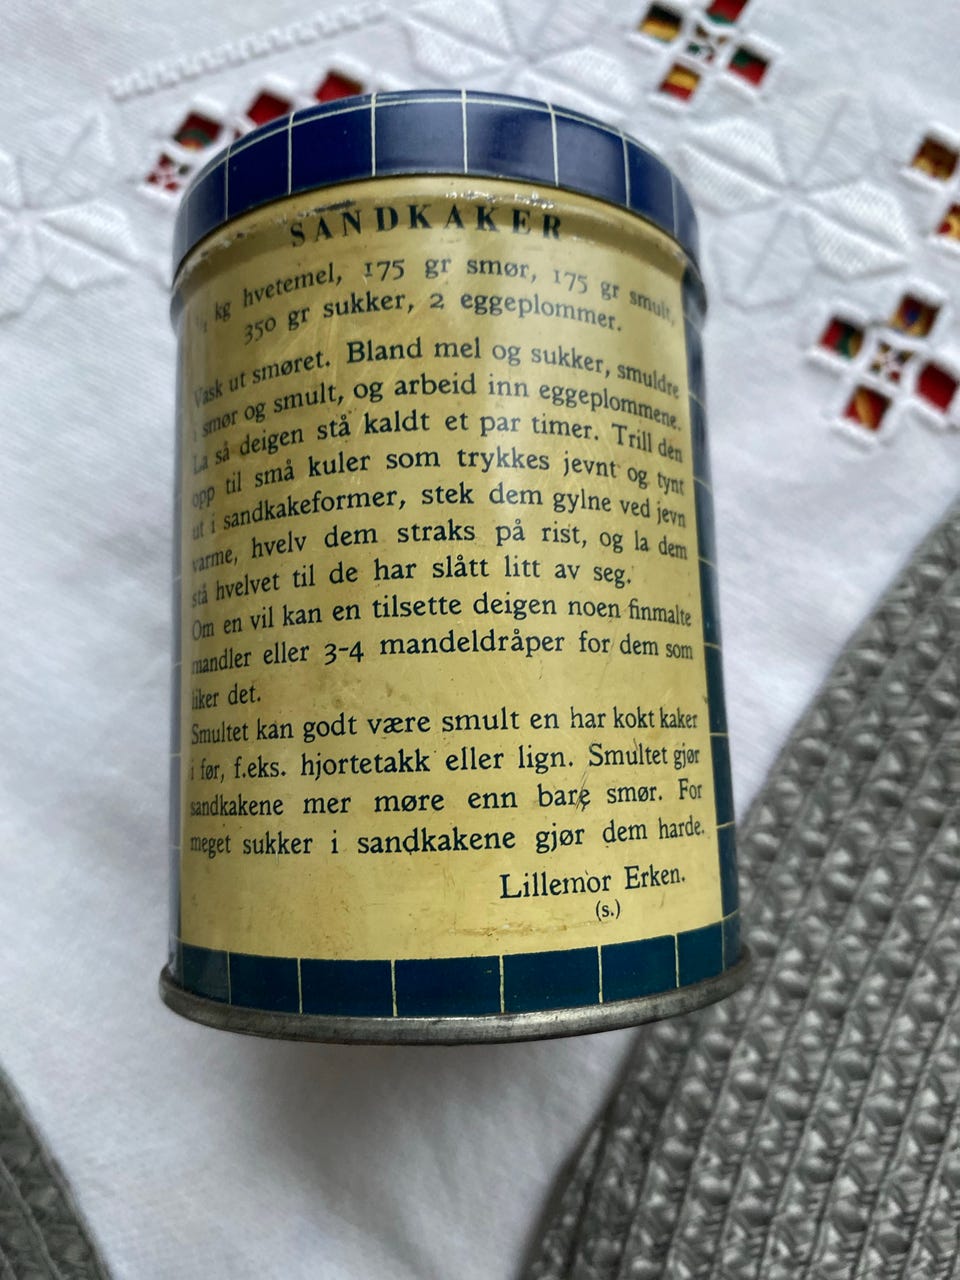 SANDKAKER
kg hvetemel, 175 gr smør, 175 gr smult,
350 gr sukker, 2 eggeplommer.
Vask ut smøret. Bland mel og sukker, smuldre
i smør og smult, og arbeid inn eggeplommene.
La så deigen stå kaldt et par timer. Trill den
opp til små kuler som trykkes jevnt og tynt
ut i sandkakeformer, stek dem gylne ved jevn
varme, hvelv dem straks på rist, og la dem
stå hvelvet til de har slått litt av seg.
Om en vil kan en tilsette deigen noen finmalte
mandler eller 3-4 mandeldråper for dem som
liker det.
Smultet kan godt være smult en har kokt kaker
i før, f.eks. hjortetakk eller lign. Smultet gjør
sandkakene mer møre enn bare smør. For
meget sukker i sandkakene gjør dem harde.
Lillemor Erken.
(s.)